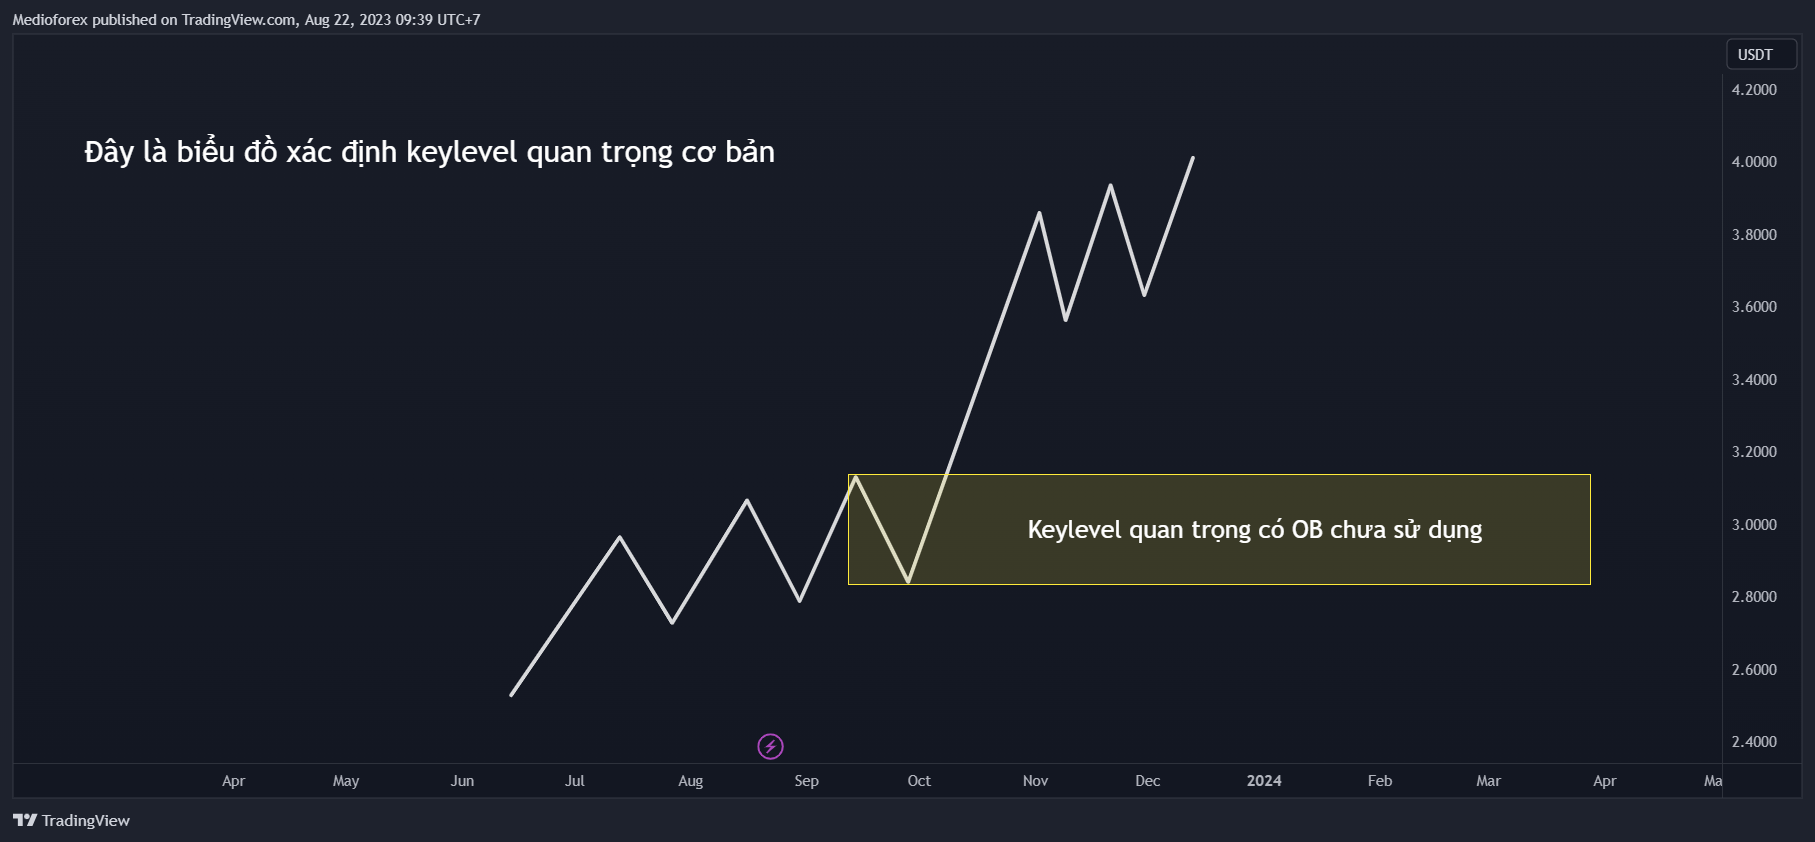 Medioforex published on TradingView.com, Aug 22, 2023 09:39 UTC+7
USDT
4.2000
Đây là biểu đồ xác định keylevel quan trọng cơ bản
4.0000
3.8000
3.6000
3.4000
3.2000
Keylevel quan trọng có OB chưa sử dụng
3.0000
2.8000
2.6000
2.4000
Apr May Jun Jul Aug Sep Oct Nov Dec 2024 Feb Mar Apr Ma
TradingView